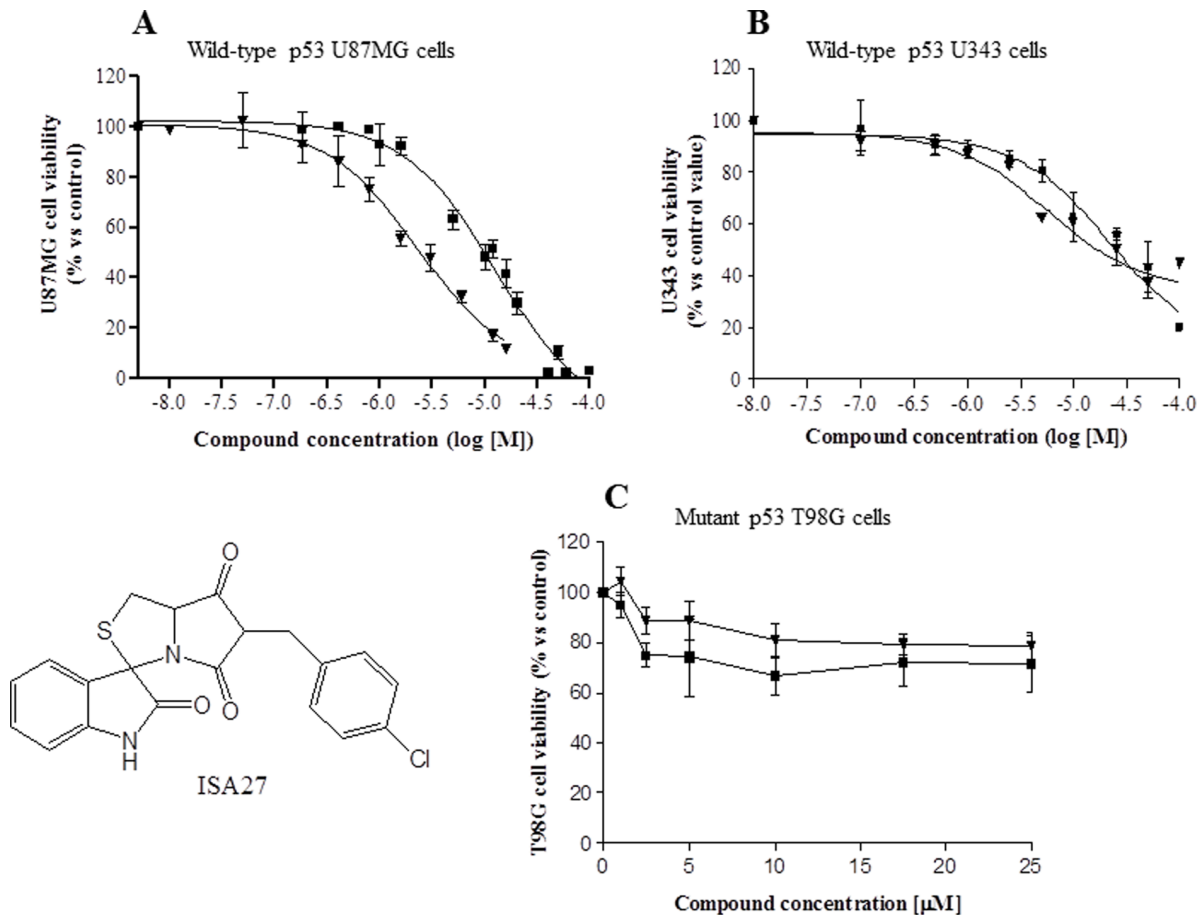 A
Wild-type p53 U87MG cells
U87MG cell viability
(% vs control)
120
100
80
60
40
20
0
-8.0 -7.5 -7.0 -6.5 -6.0 -5.5 -5.0 -4.5 -4.0
Compound concentration (log [M])
B
Wild-type p53 U343 cells
U343 cell viability
(% vs control value)
120
100
80
60
40
20
0
-8.0 -7.5 -7.0 -6.5 -6.0 -5.5 -5.0 -4.5 -4.0
Compound concentration (log [M])
O
S
N
O
O
N
H
Cl
ISA27
C
Mutant p53 T98G cells
T98G cell viability (% vs control)
120
100
80
60
40
20
0
0 5 10 15 20 25
Compound concentration [µM]